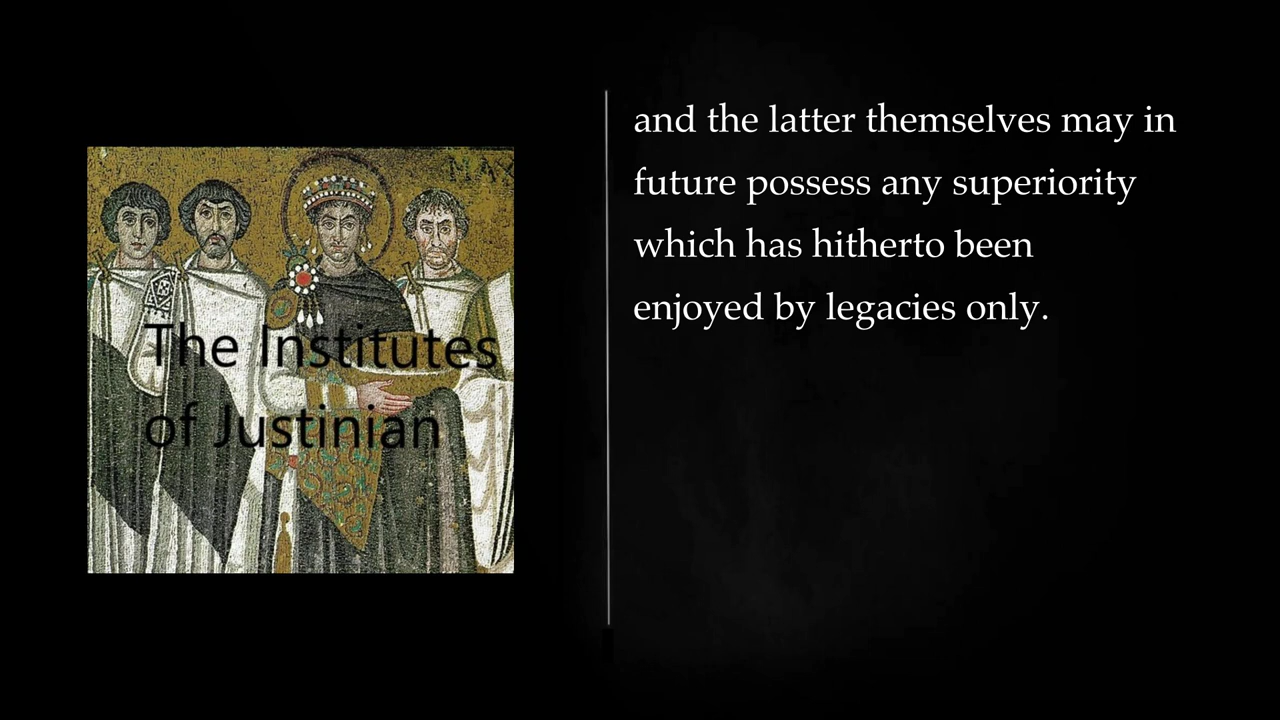 MAX
The Institutes
of Justinian
and the latter themselves may in
future possess any superiority
which has hitherto been
enjoyed by legacies only.